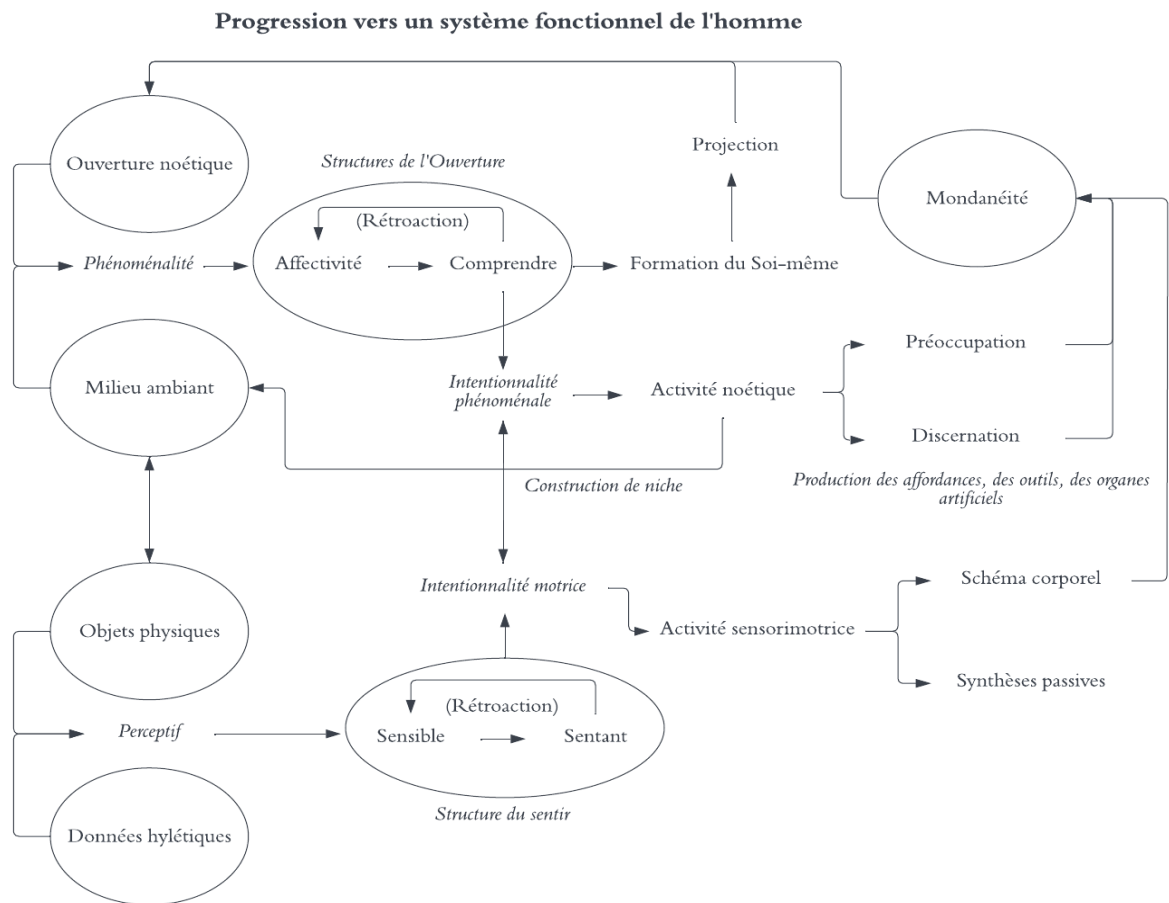 Progression vers un système fonctionnel de l'homme
Projection
Ouverture noétique
Structures de l'Ouverture
Mondanéité
(Rétroaction)
Phénoménalité
Affectivité
Comprendre
Formation du Soi-même
Préoccupation
Milieu ambiant
Intentionnalité
phénoménale
Activité noétique
Discernation
Construction de niche
Production des affordances, des outils, des organes
artificiels
Intentionnalité motrice
Schéma corporel
Objets physiques
Activité sensorimotrice
Synthèses passives
(Rétroaction)
Perceptif
Sensible
Sentant
Structure du sentir
Données hylétiques